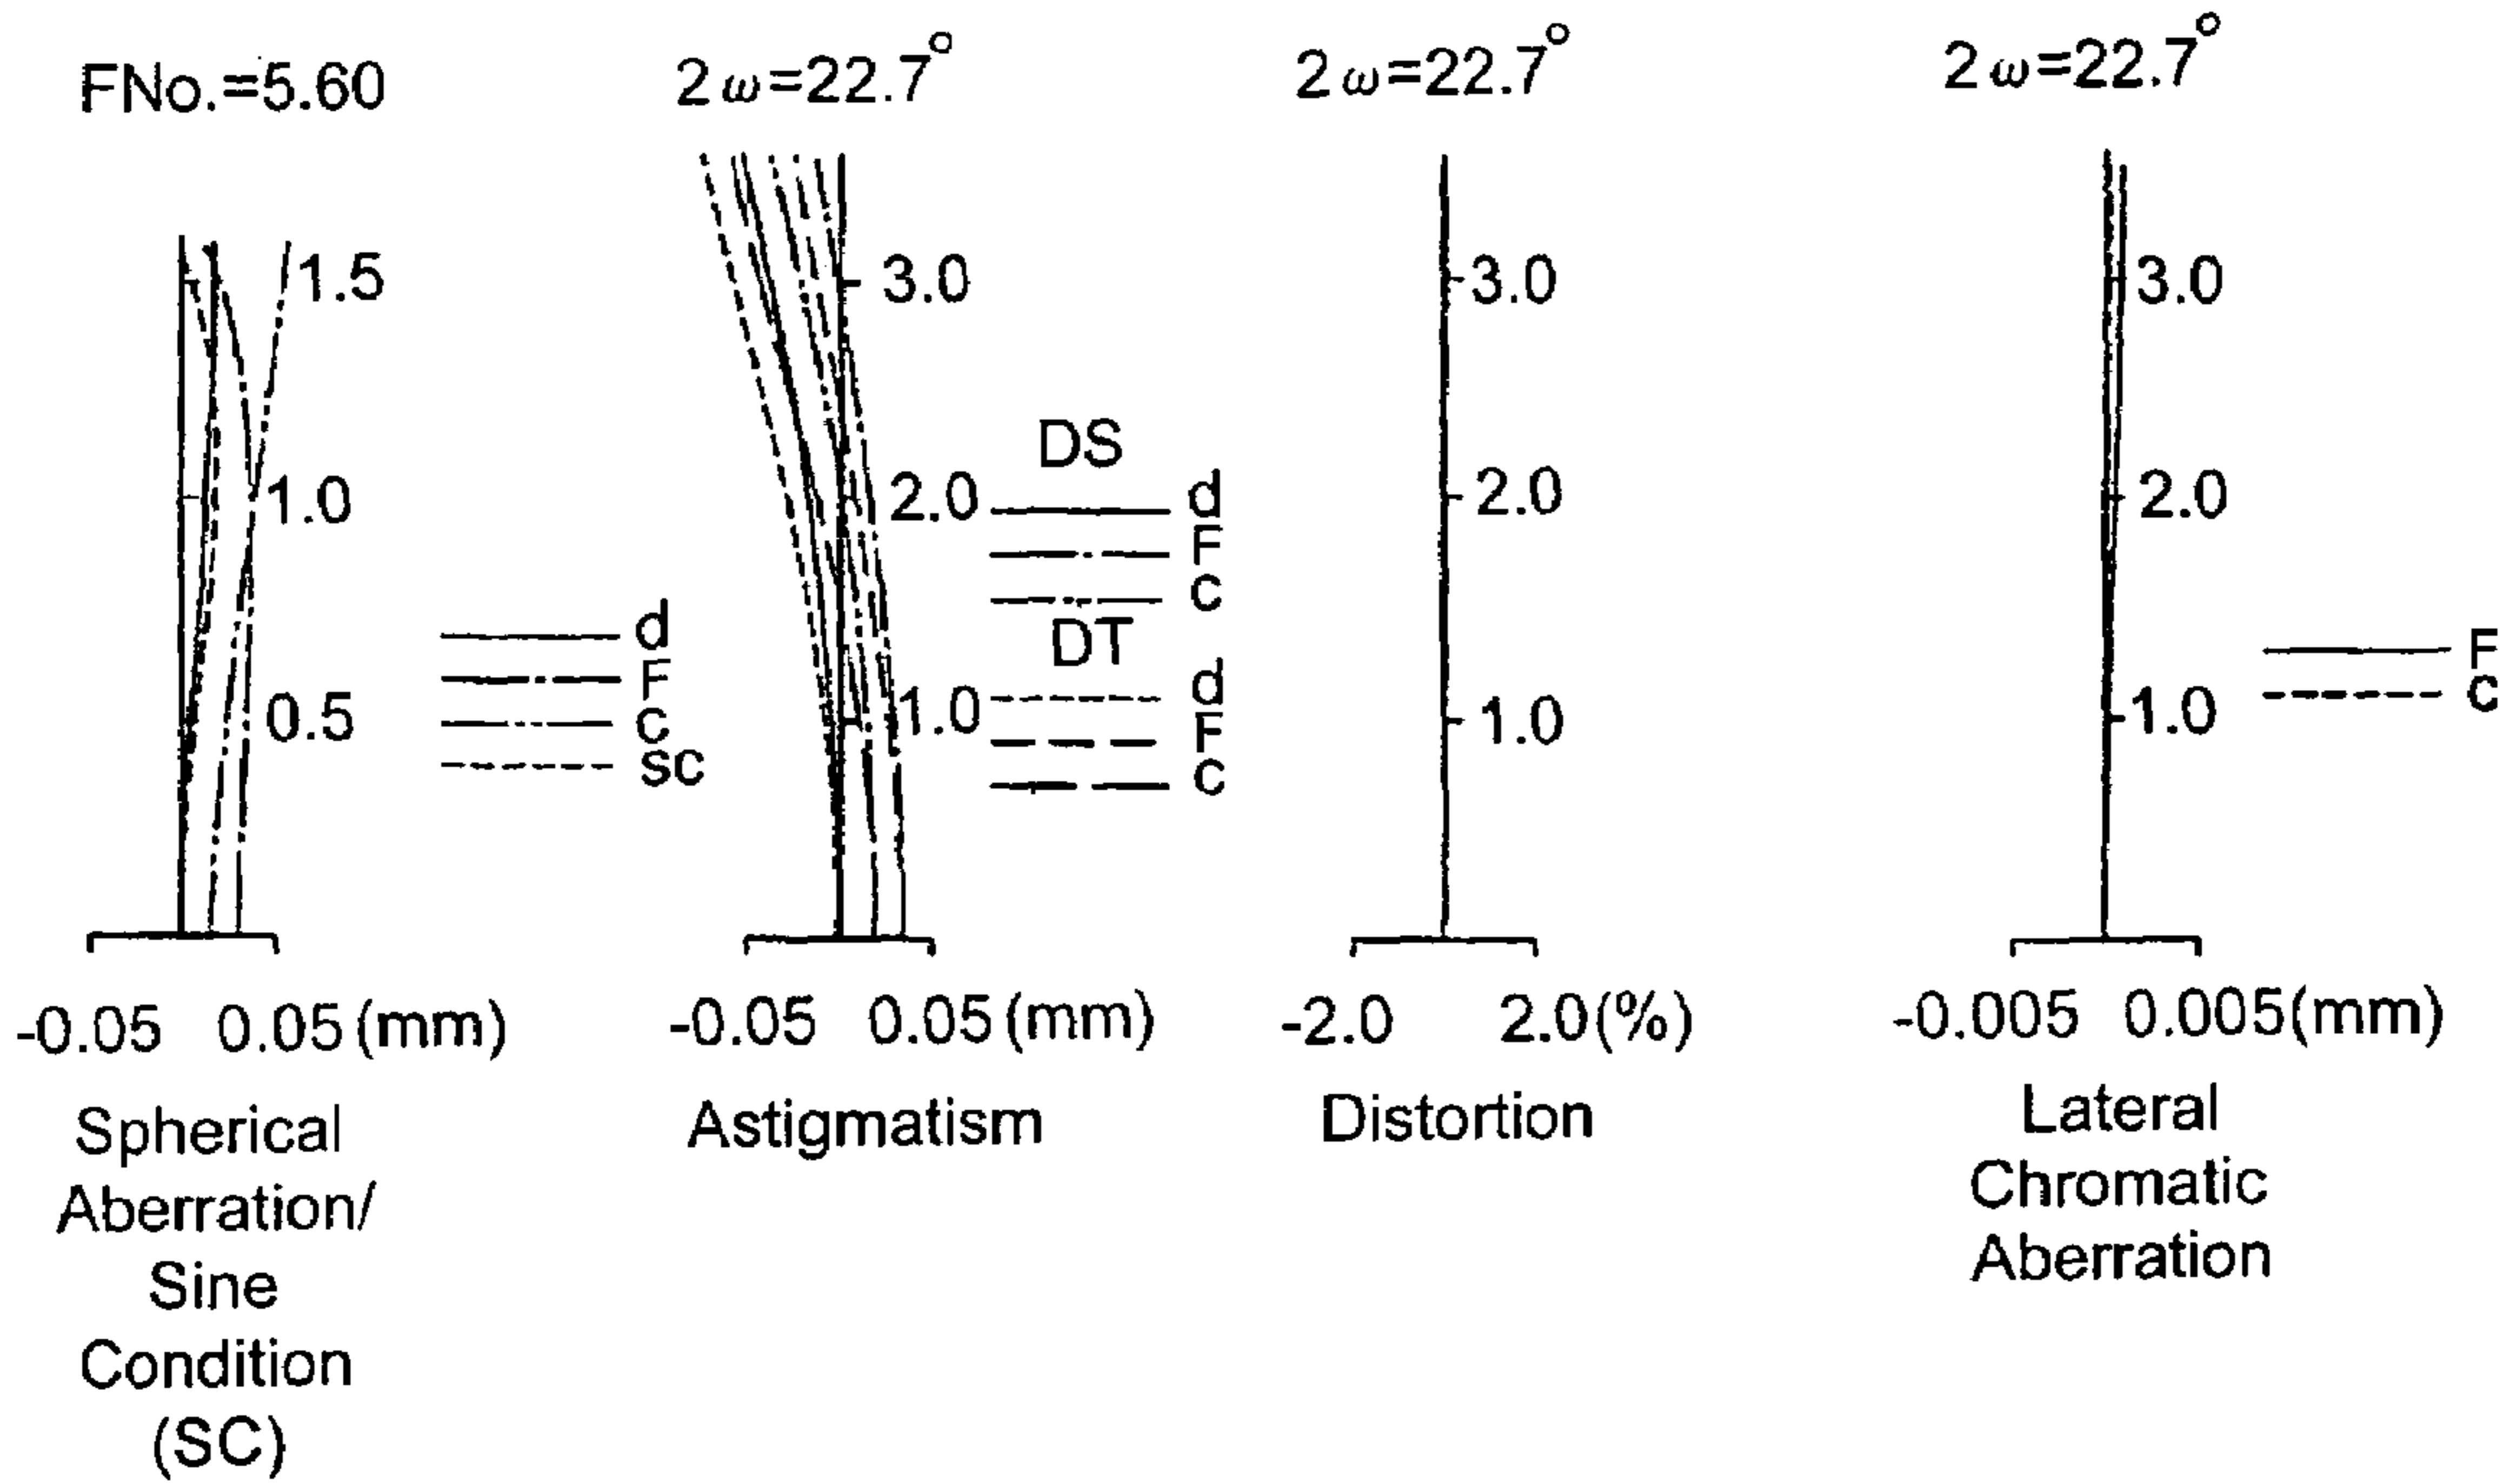 FNo.=5.60
1.5
1.0
0.5
d
F
C
SC
-0.05 0.05(mm)
Spherical
Aberration/
Sine
Condition
(SC)
2ω=22.7°
3.0
2.0
1.0
DS
d
F
C
DT
d
F
C
-0.05 0.05(mm)
Astigmatism
2ω=22.7°
3.0
2.0
1.0
-2.0 2.0(%)
Distortion
2ω=22.7°
3.0
2.0
1.0
F
C
-0.005 0.005(mm)
Lateral
Chromatic
Aberration